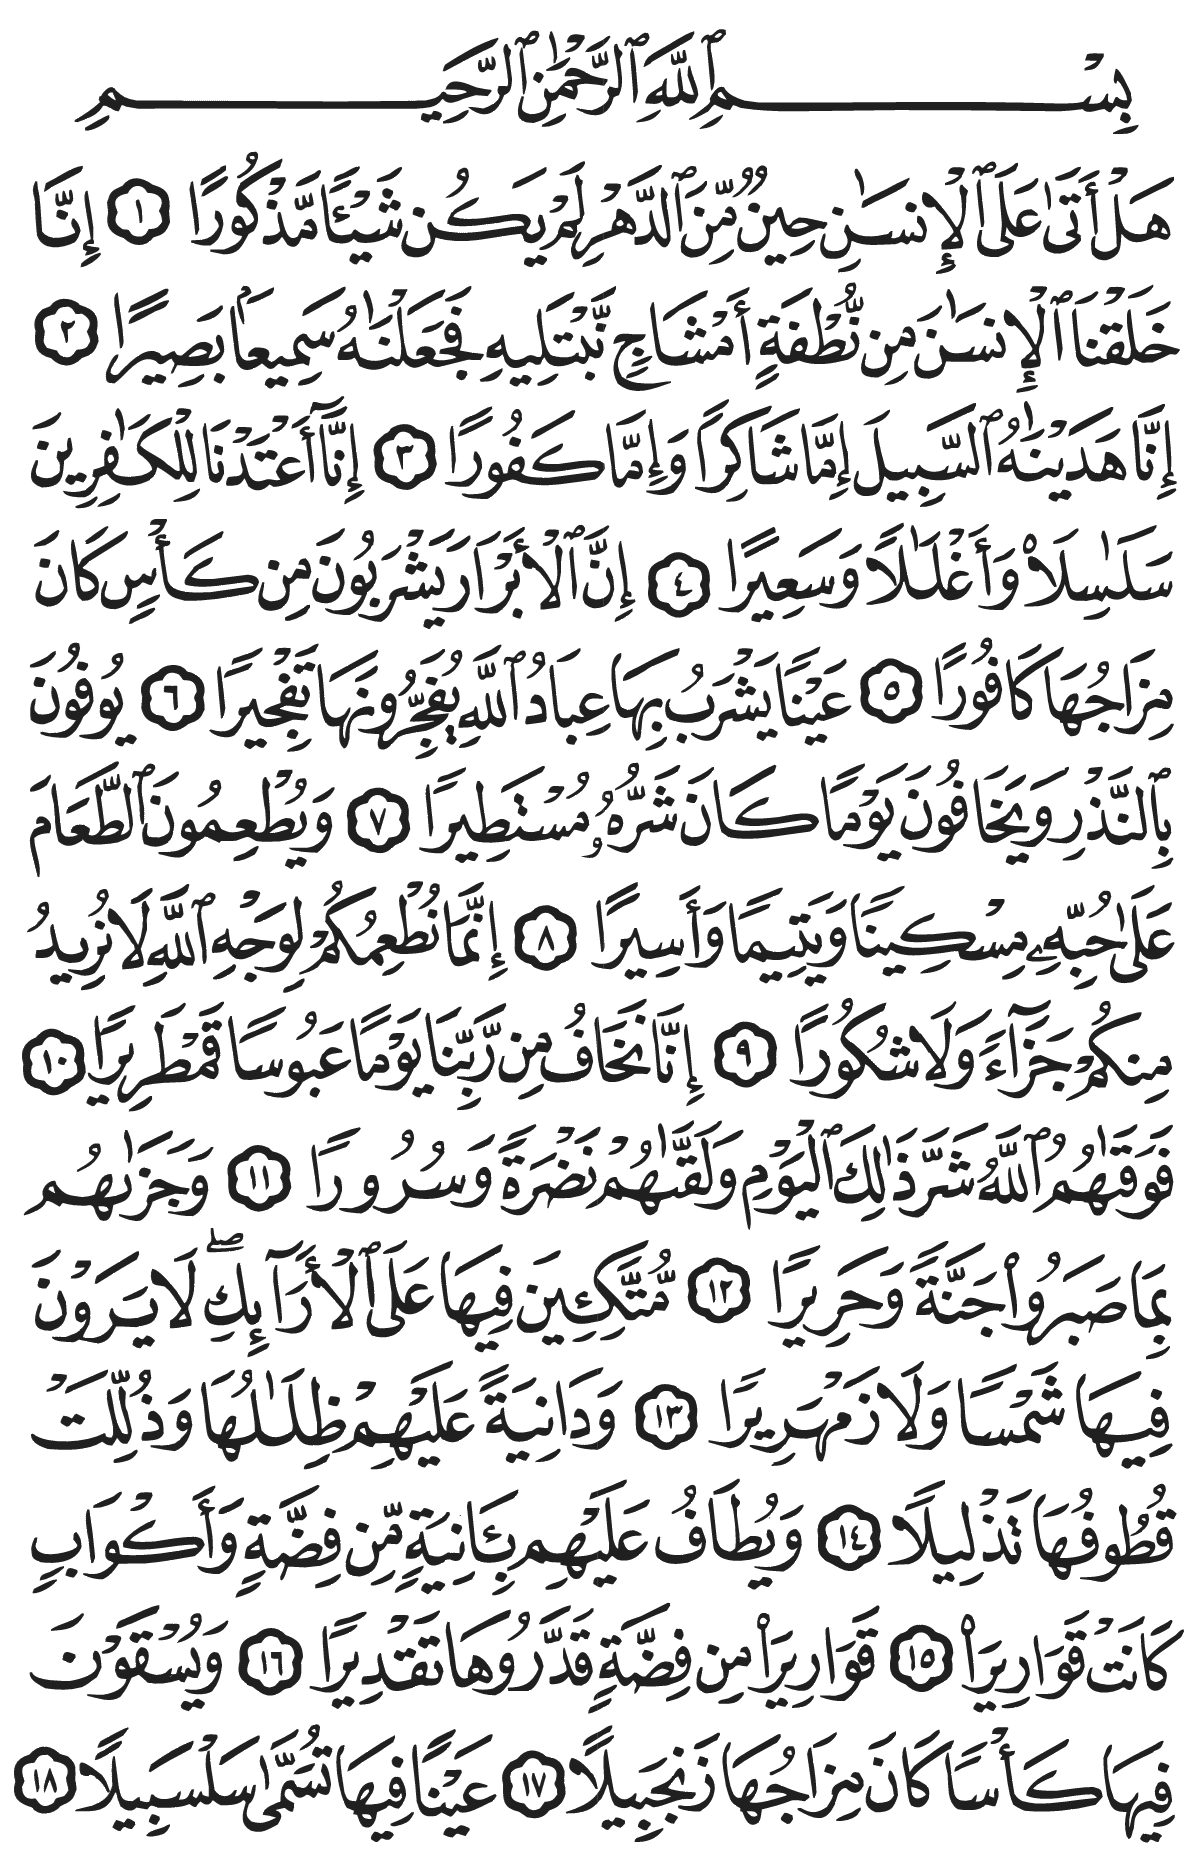 بِسْمِ ٱللَّهِ ٱلرَّحْمَٰنِ ٱلرَّحِيمِ
هَلْ أَتَىٰ عَلَى ٱلْإِنسَٰنِ حِينٌ مِّنَ ٱلدَّهْرِ لَمْ يَكُن شَيْـًٔا مَّذْكُورًا ١ إِنَّا
خَلَقْنَا ٱلْإِنسَٰنَ مِن نُّطْفَةٍ أَمْشَاجٍ نَّبْتَلِيهِ فَجَعَلْنَٰهُ سَمِيعًۢا بَصِيرًا ٢
إِنَّا هَدَيْنَٰهُ ٱلسَّبِيلَ إِمَّا شَاكِرًا وَإِمَّا كَفُورًا ٣ إِنَّآ أَعْتَدْنَا لِلْكَٰفِرِينَ
سَلَٰسِلَا۟ وَأَغْلَٰلًا وَسَعِيرًا ٤ إِنَّ ٱلْأَبْرَارَ يَشْرَبُونَ مِن كَأْسٍ كَانَ
مِزَاجُهَا كَافُورًا ٥ عَيْنًا يَشْرَبُ بِهَا عِبَادُ ٱللَّهِ يُفَجِّرُونَهَا تَفْجِيرًا ٦ يُوفُونَ
بِٱلنَّذْرِ وَيَخَافُونَ يَوْمًا كَانَ شَرُّهُۥ مُسْتَطِيرًا ٧ وَيُطْعِمُونَ ٱلطَّعَامَ
عَلَىٰ حُبِّهِۦ مِسْكِينًا وَيَتِيمًا وَأَسِيرًا ٨ إِنَّمَا نُطْعِمُكُمْ لِوَجْهِ ٱللَّهِ لَا نُرِيدُ
مِنكُمْ جَزَآءً وَلَا شُكُورًا ٩ إِنَّا نَخَافُ مِن رَّبِّنَا يَوْمًا عَبُوسًا قَمْطَرِيرًا ١٠
فَوَقَىٰهُمُ ٱللَّهُ شَرَّ ذَٰلِكَ ٱلْيَوْمِ وَلَقَّىٰهُمْ نَضْرَةً وَسُرُورًا ١١ وَجَزَىٰهُم
بِمَا صَبَرُوا۟ جَنَّةً وَحَرِيرًا ١٢ مُّتَّكِـِٔينَ فِيهَا عَلَى ٱلْأَرَآئِكِ ۖ لَا يَرَوْنَ
فِيهَا شَمْسًا وَلَا زَمْهَرِيرًا ١٣ وَدَانِيَةً عَلَيْهِمْ ظِلَٰلُهَا وَذُلِّلَتْ
قُطُوفُهَا تَذْلِيلًا ١٤ وَيُطَافُ عَلَيْهِم بِـَٔانِيَةٍ مِّن فِضَّةٍ وَأَكْوَابٍ
كَانَتْ قَوَارِيرَا۠ ١٥ قَوَارِيرَا۟ مِن فِضَّةٍ قَدَّرُوهَا تَقْدِيرًا ١٦ وَيُسْقَوْنَ
فِيهَا كَأْسًا كَانَ مِزَاجُهَا زَنجَبِيلًا ١٧ عَيْنًا فِيهَا تُسَمَّىٰ سَلْسَبِيلًا ١٨